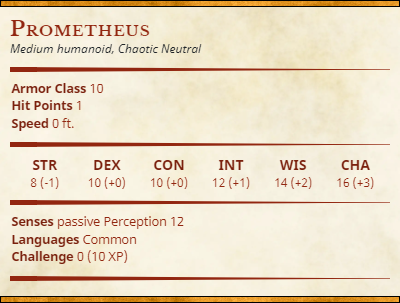 Prometheus
Medium humanoid, Chaotic Neutral
Armor Class 10
Hit Points 1
Speed 0 ft.
STR DEX CON INT WIS CHA
8 (-1) 10 (+0) 10 (+0) 12 (+1) 14 (+2) 16 (+3)
Senses passive Perception 12
Languages Common
Challenge 0 (10 XP)